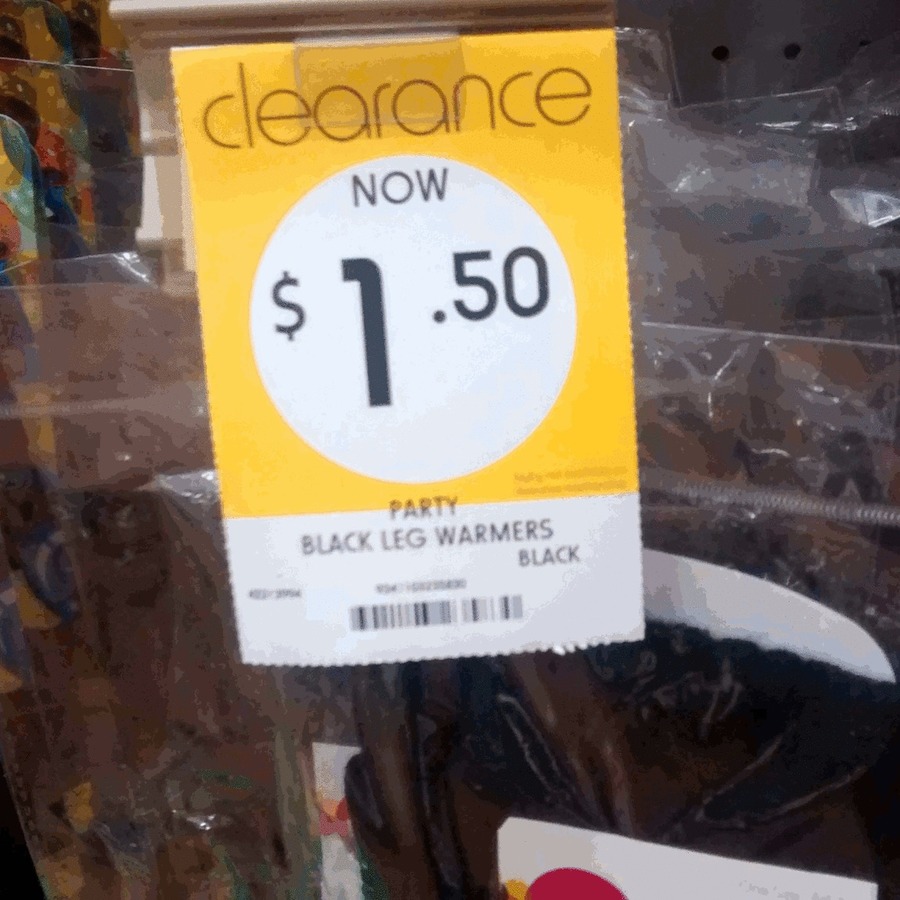 clearance
NOW
$1.50
PARTY
BLACK LEG WARMERS
BLACK